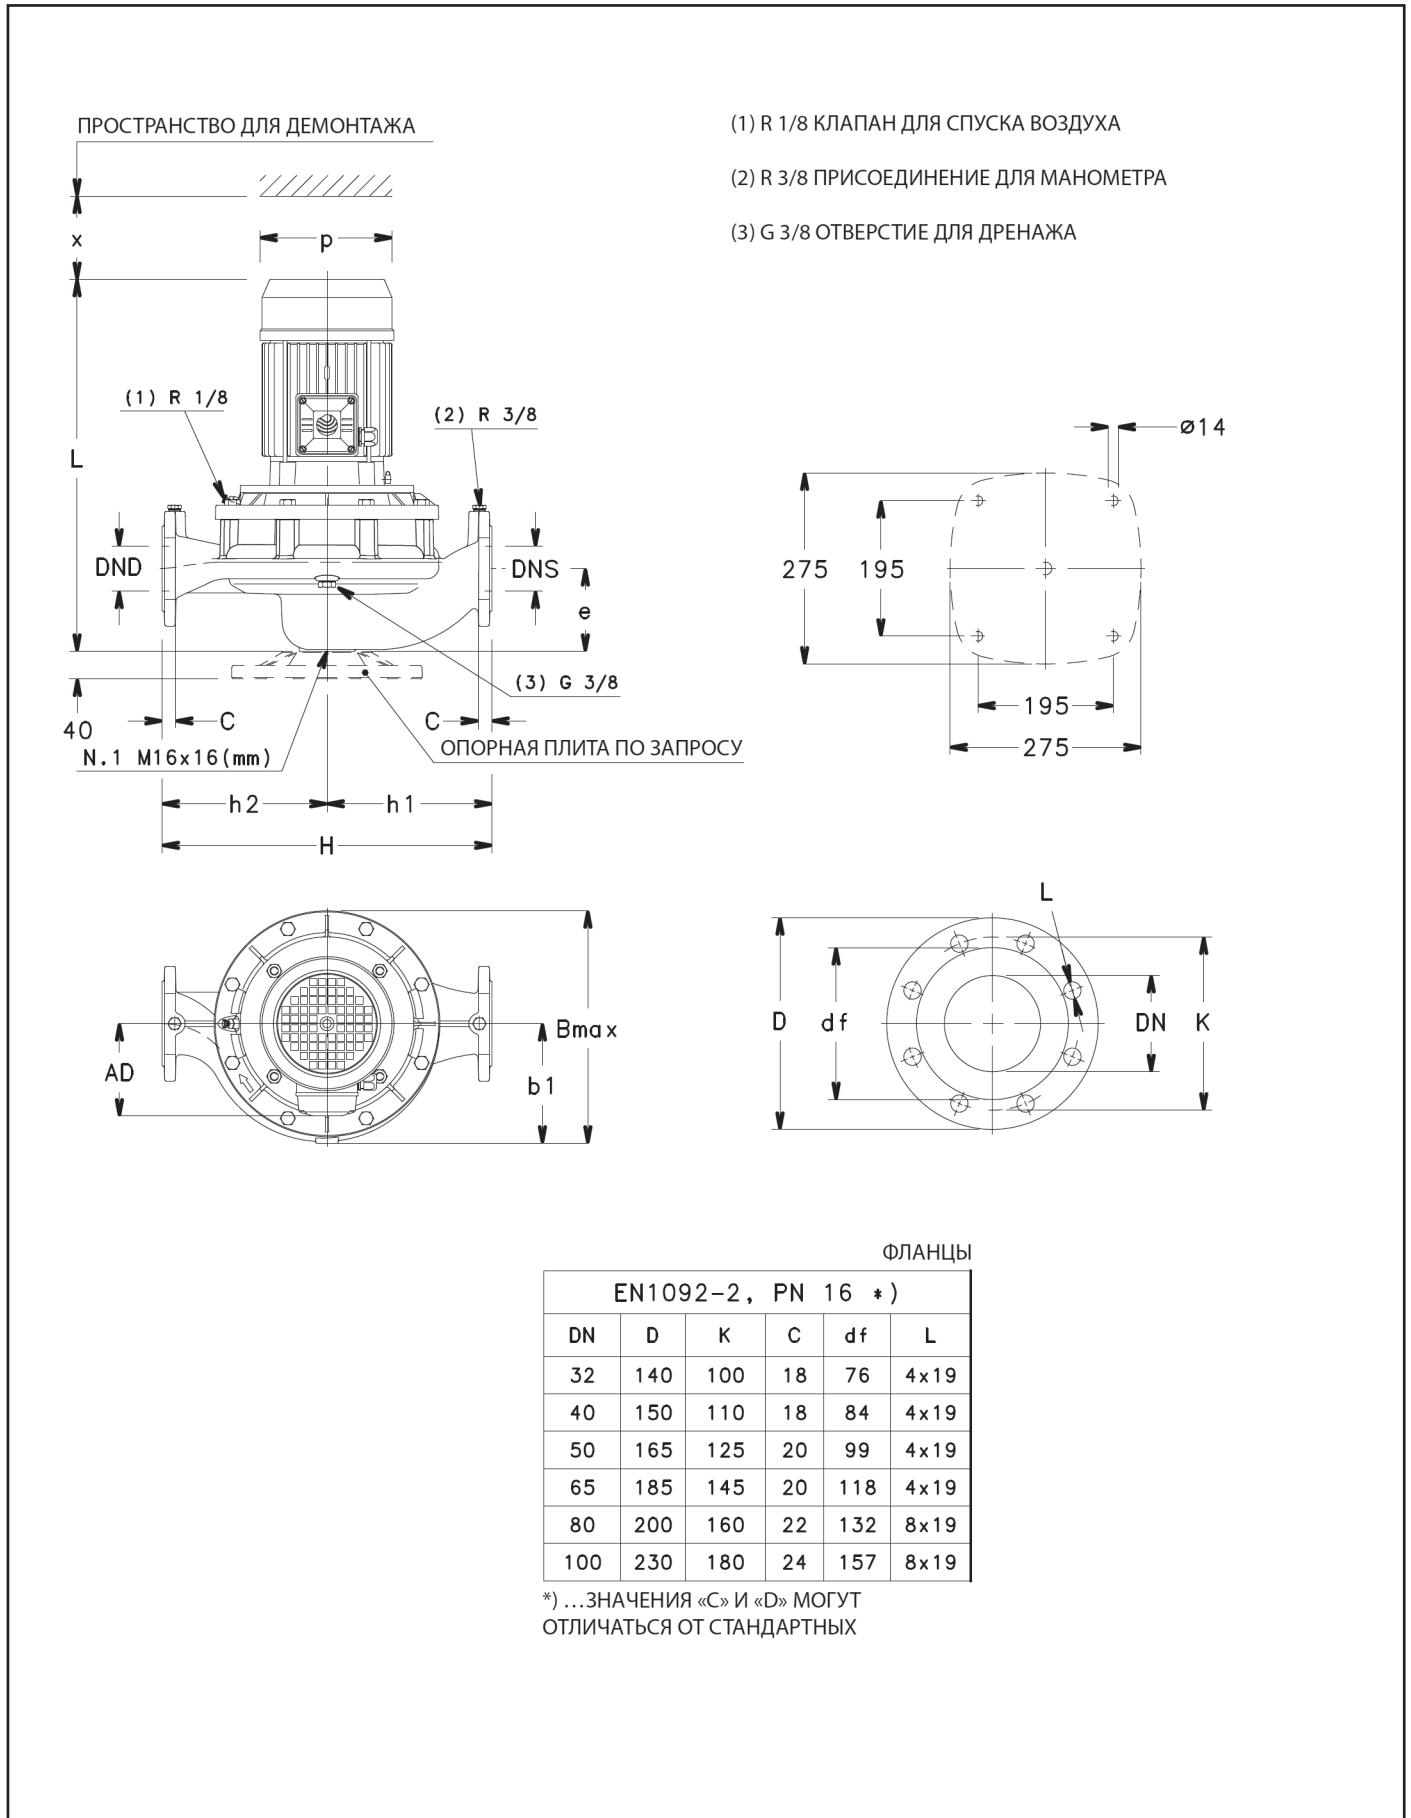 ПРОСТРАНСТВО ДЛЯ ДЕМОНТАЖА
(1) R 1/8 КЛАПАН ДЛЯ СПУСКА ВОЗДУХА
(2) R 3/8 ПРИСОЕДИНЕНИЕ ДЛЯ МАНОМЕТРА
(3) G 3/8 ОТВЕРСТИЕ ДЛЯ ДРЕНАЖА
x
p
(1) R 1/8
(2) R 3/8
L
DND
DNS
e
(3) G 3/8
40
C
C
ОПОРНАЯ ПЛИТА ПО ЗАПРОСУ
N.1 M16x16(mm)
h2
h1
H
ø14
275
195
195
275
AD
Bmax
b1
L
D
df
DN
K
ФЛАНЦЫ
EN1092-2, PN 16 *)
DN D K C df L
32 140 100 18 76 4x19
40 150 110 18 84 4x19
50 165 125 20 99 4x19
65 185 145 20 118 4x19
80 200 160 22 132 8x19
100 230 180 24 157 8x19
*) ...ЗНАЧЕНИЯ «C» И «D» МОГУТ
ОТЛИЧАТЬСЯ ОТ СТАНДАРТНЫХ